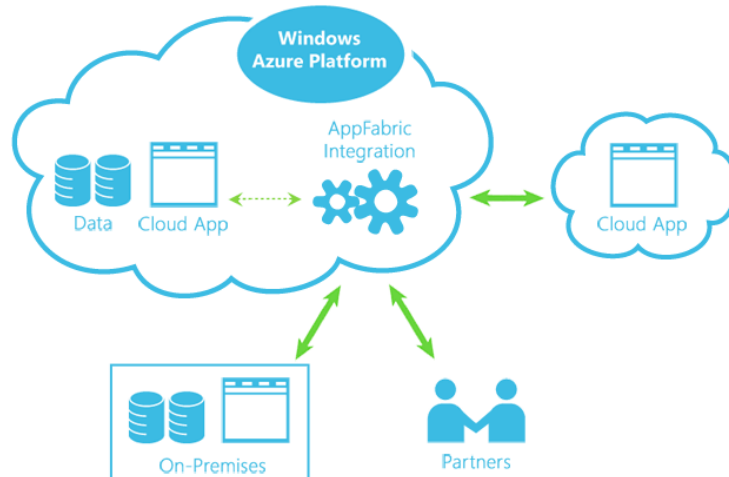 Windows
Azure Platform
AppFabric
Integration
Data
Cloud App
Cloud App
On-Premises
Partners